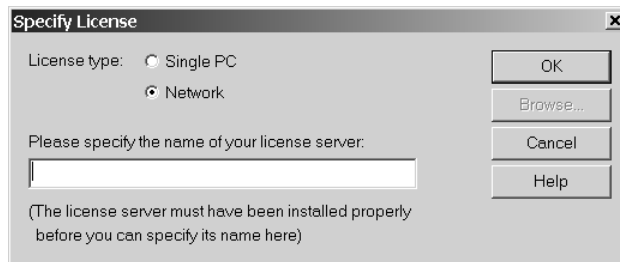 Specify License
License type: Single PC
Network
OK
Browse...
Please specify the name of your license server:
Cancel
Help
(The license server must have been installed properly
before you can specify its name here)